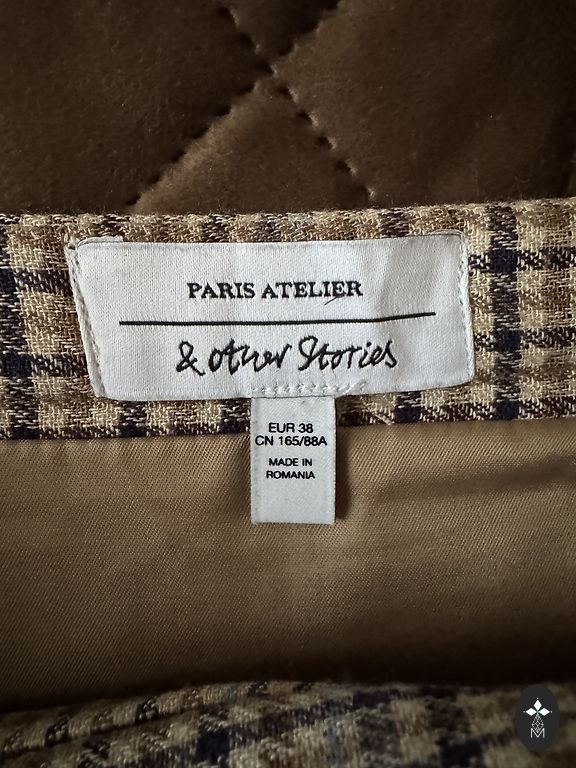 PARIS ATELIER
& other Stories
EUR 38
CN 165/88A
MADE IN
ROMANIA
M